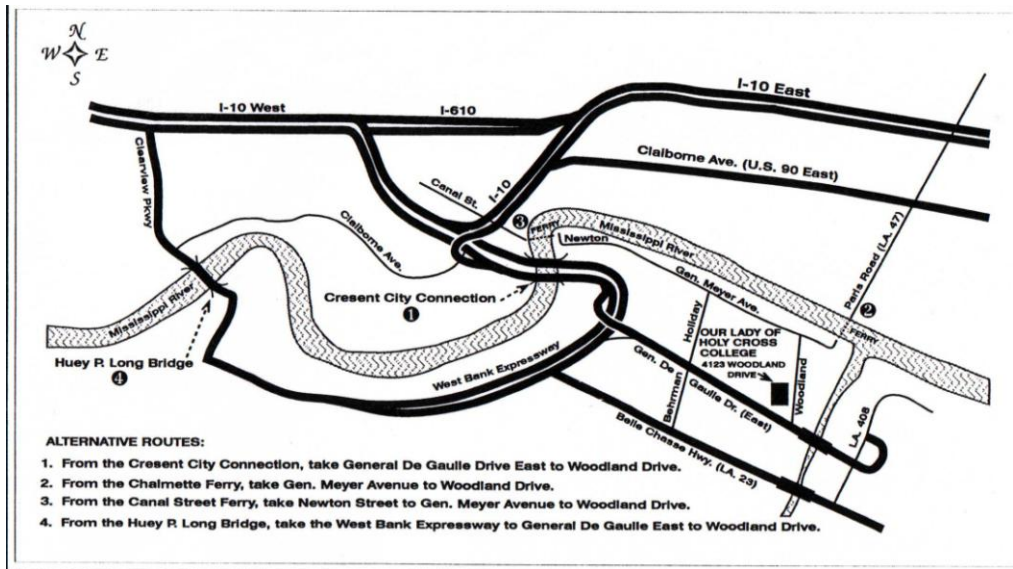 N
W E
S
I-10 West
I-610
I-10 East
Clearview Pkwy
Canal St.
I-10
Claiborne Ave. (U.S. 90 East)
Paris Road (LA. 47)
Claiborne Ave.
3
FERRY
Mississippi River
Newton
Gen. Meyer Ave.
Cresent City Connection
1
2
FERRY
Mississippi River
Huey P. Long Bridge
4
West Bank Expressway
Holiday
Behrman
OUR LADY OF
HOLY CROSS
COLLEGE
4123 WOODLAND
DRIVE
Woodland
Gen. De Gaulle Dr. (East)
Belle Chasse Hwy. (LA. 23)
LA. 408
ALTERNATIVE ROUTES:
1. From the Cresent City Connection, take General De Gaulle Drive East to Woodland Drive.
2. From the Chalmette Ferry, take Gen. Meyer Avenue to Woodland Drive.
3. From the Canal Street Ferry, take Newton Street to Gen. Meyer Avenue to Woodland Drive.
4. From the Huey P. Long Bridge, take the West Bank Expressway to General De Gaulle East to Woodland Drive.